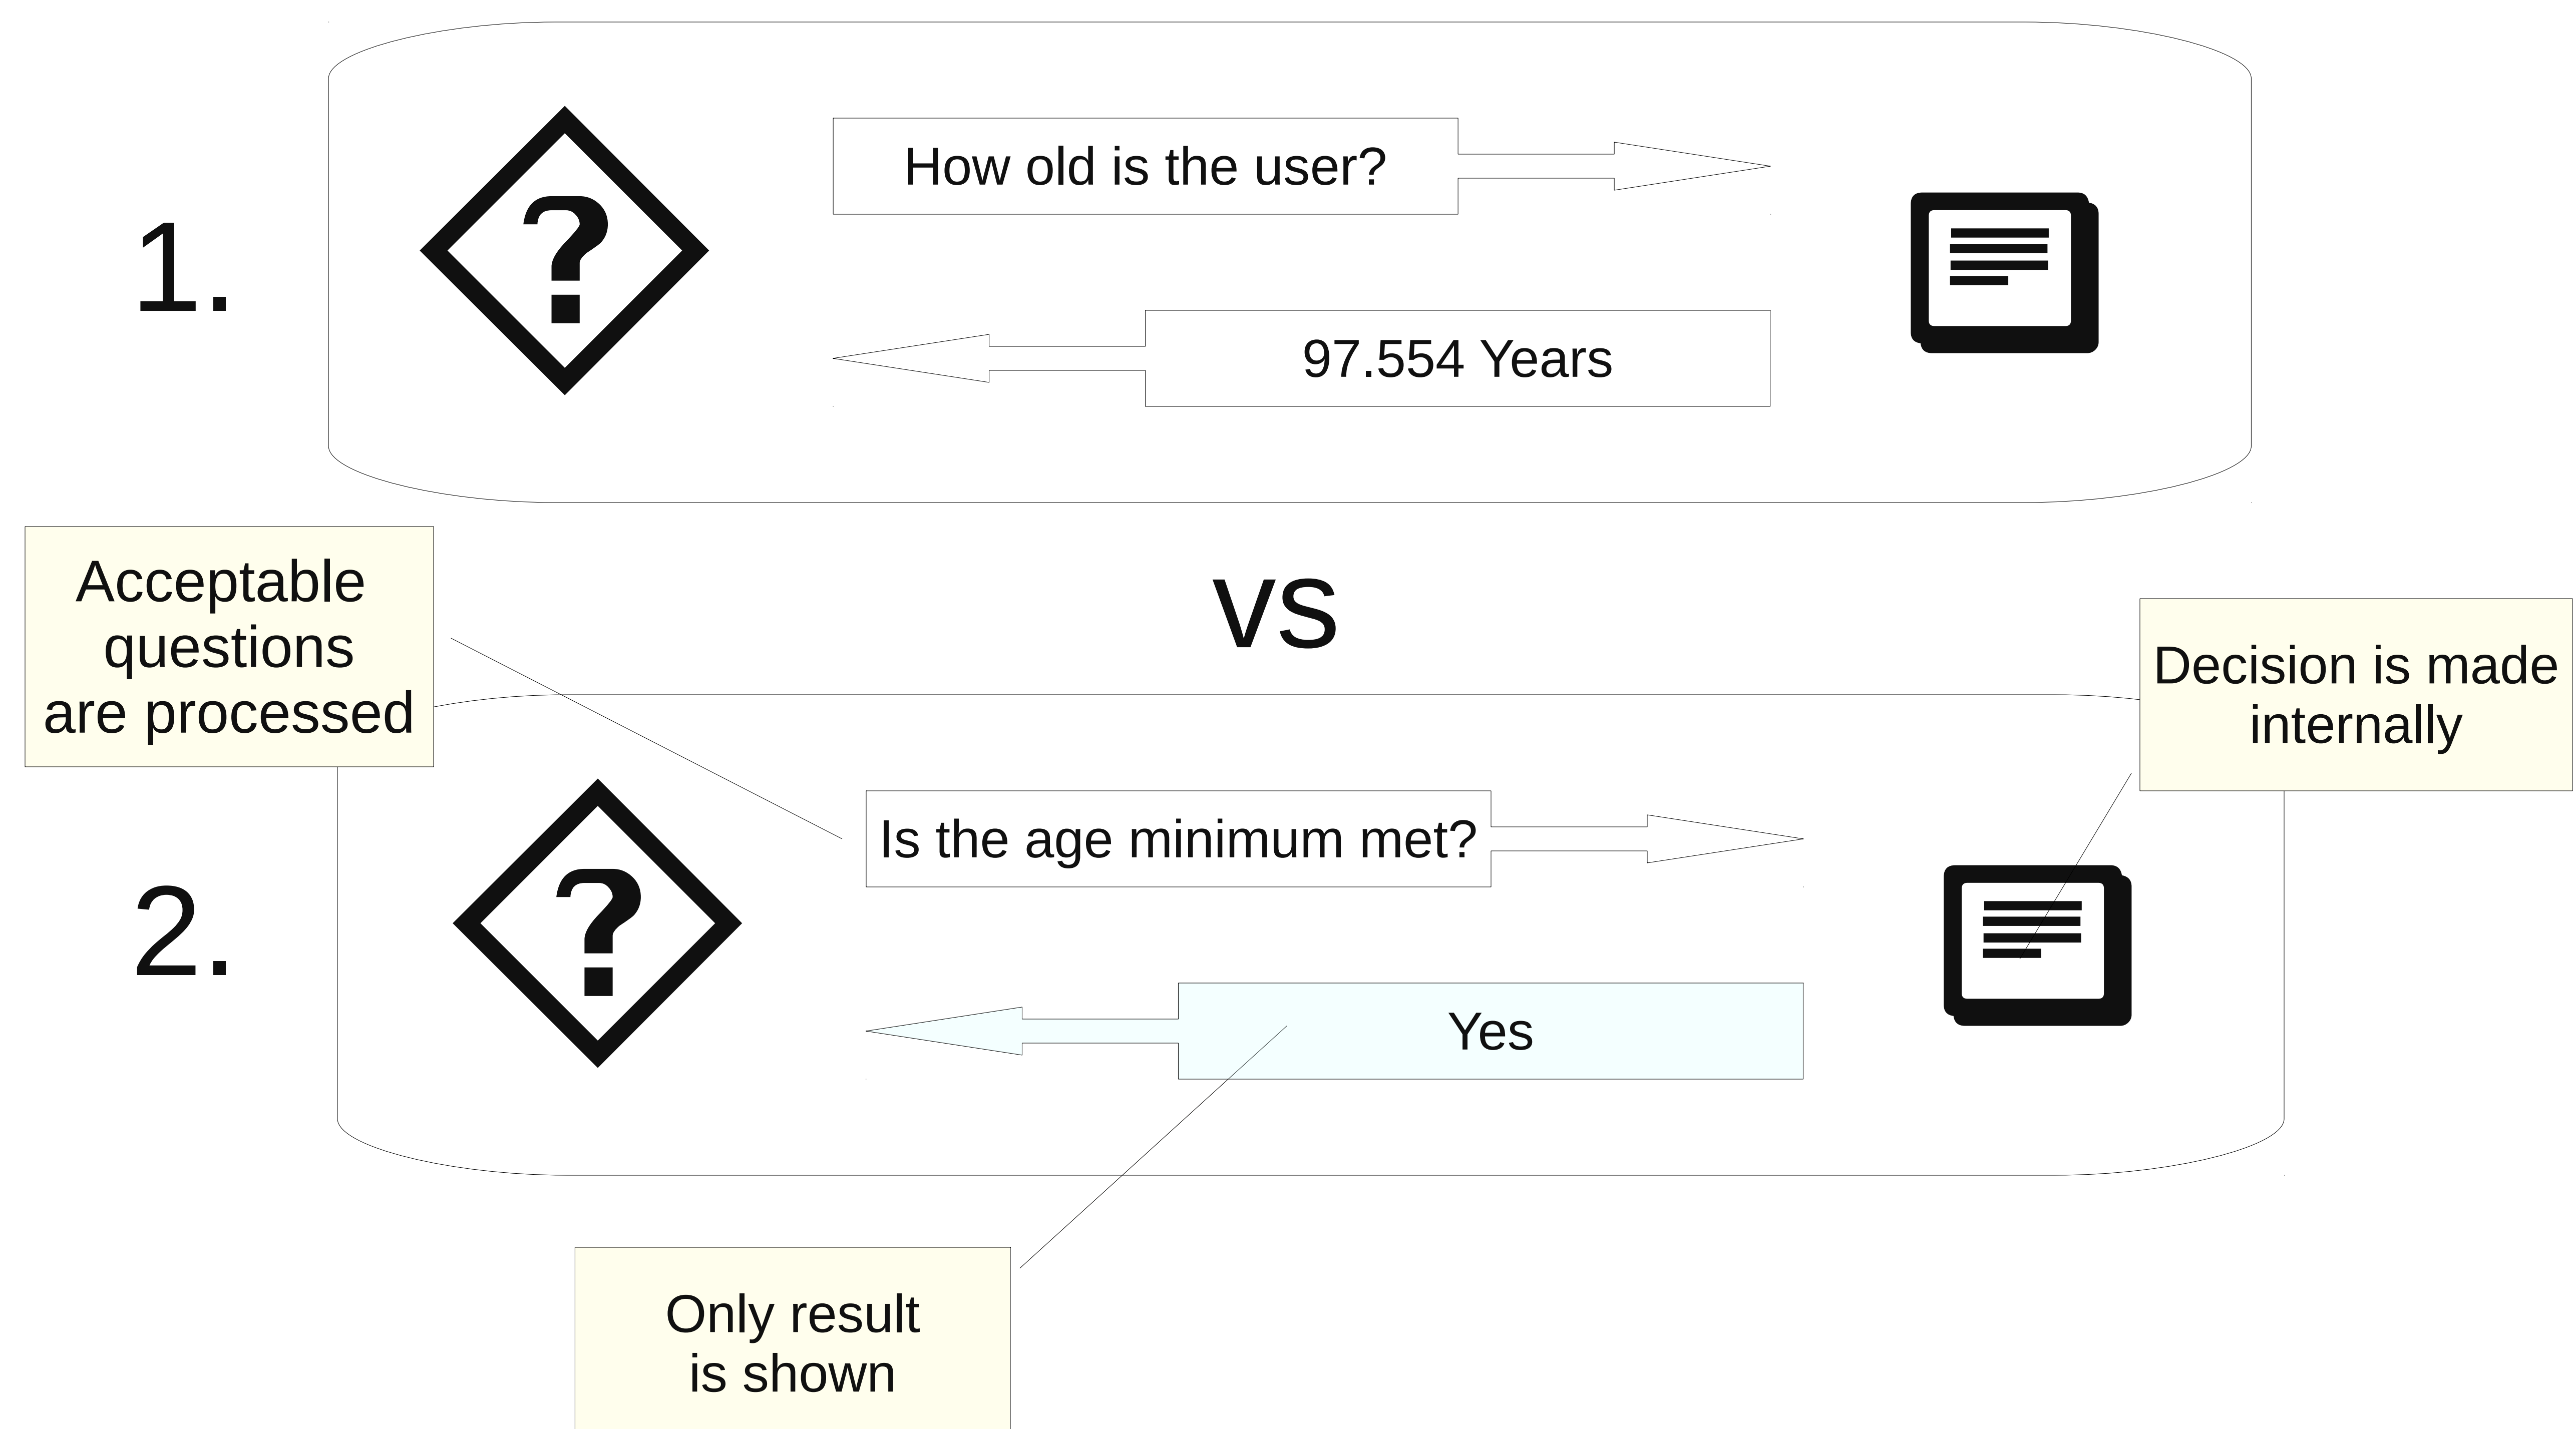 1.
How old is the user?
97.554 Years
vs
Acceptable
questions
are processed
Decision is made
internally
2.
Is the age minimum met?
Yes
Only result
is shown